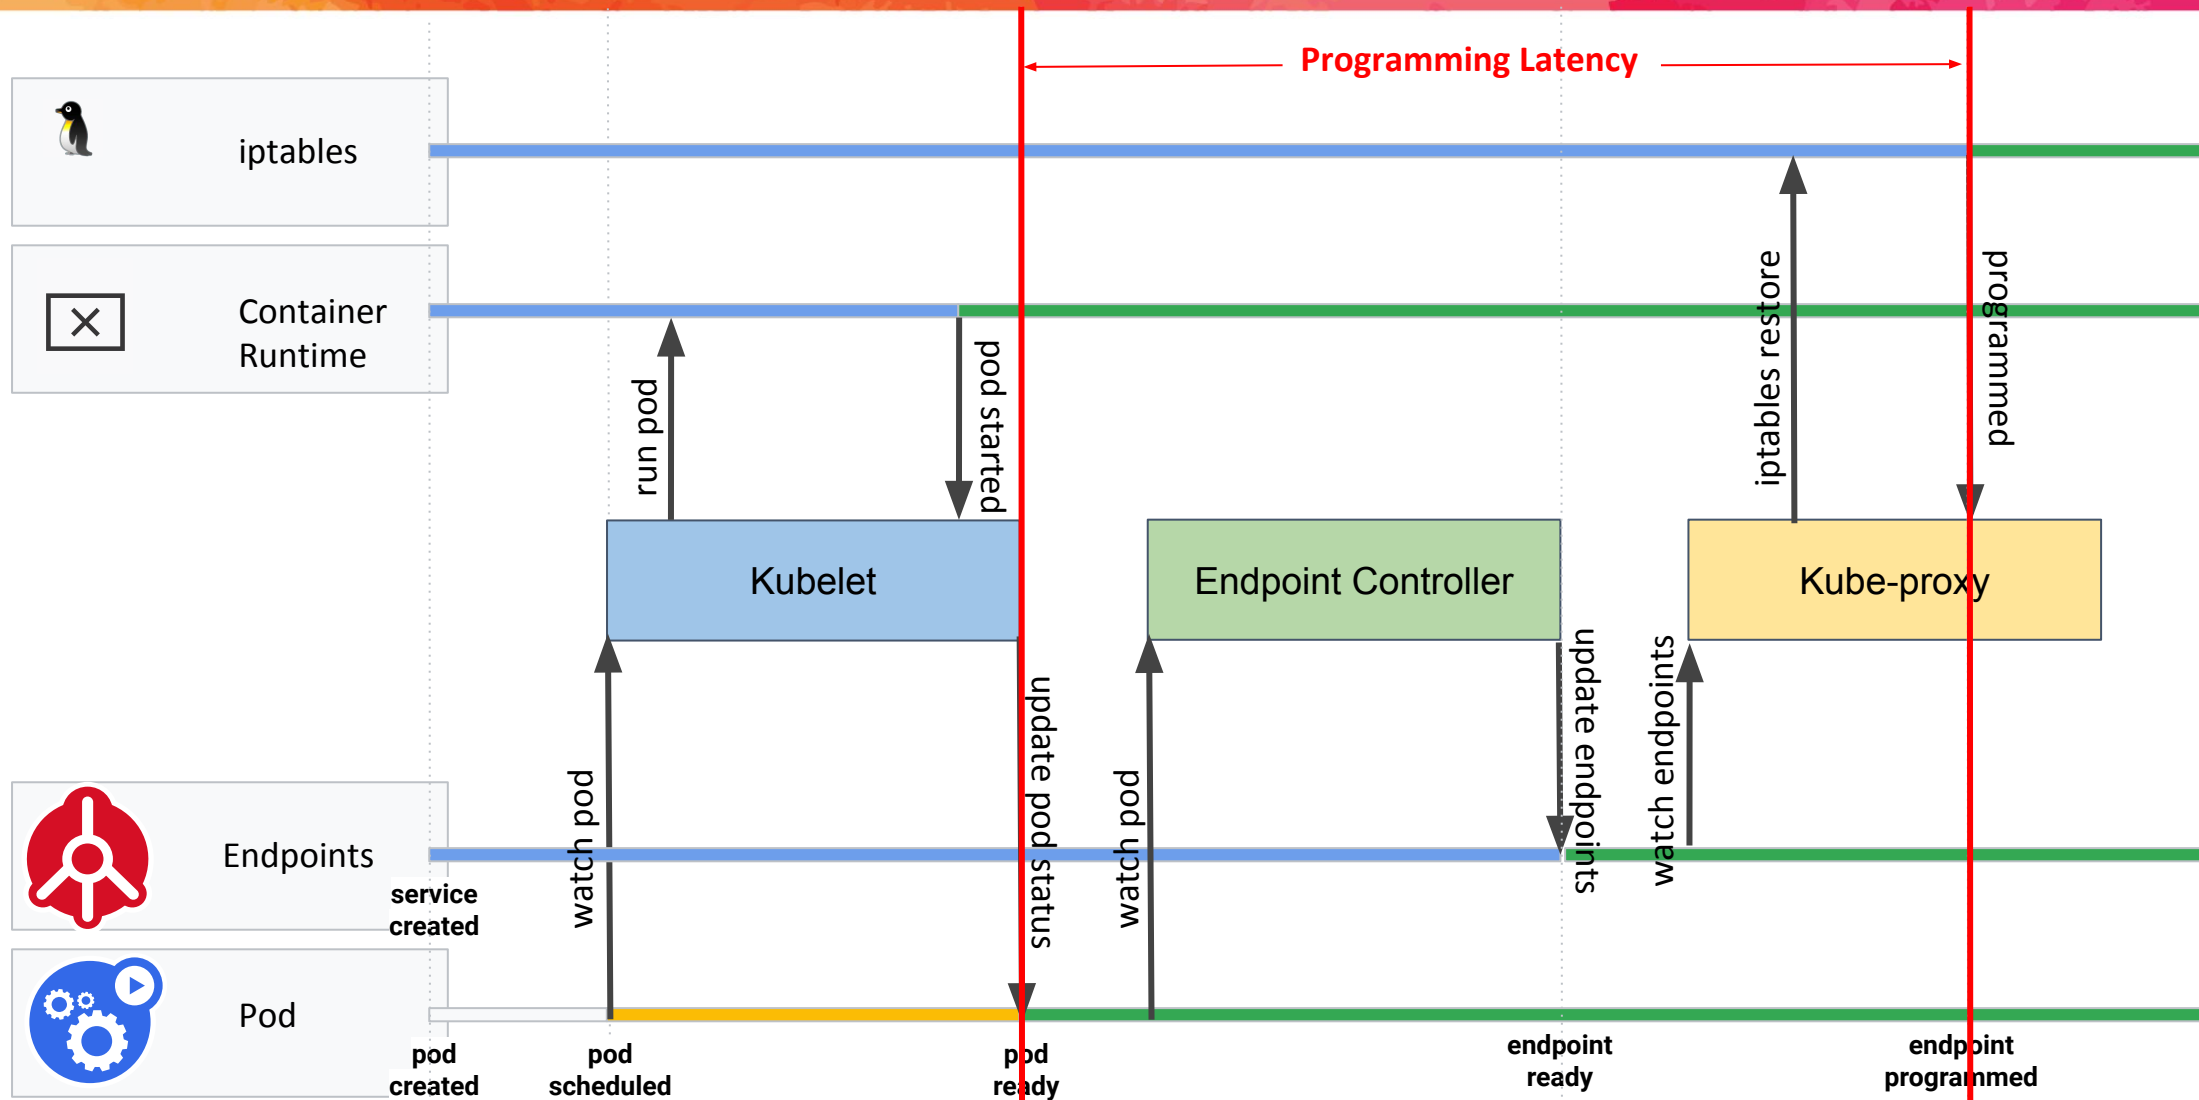 Programming Latency
iptables
Container
Runtime
run pod
pod started
iptables restore
programmed
Kubelet
Endpoint Controller
Kube-proxy
watch pod
update pod status
watch pod
update endpoints
watch endpoints
Endpoints
service
created
Pod
pod
created
pod
scheduled
pod
ready
endpoint
ready
endpoint
programmed